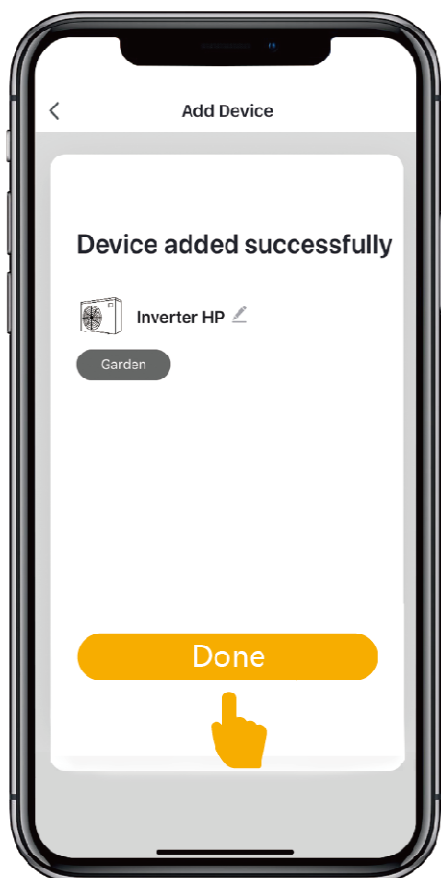 Add Device
Device added successfully
Inverter HP
Garden
Done